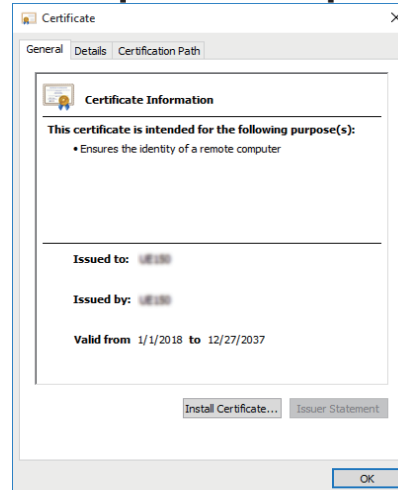 Certificate
General Details Certification Path
Certificate Information
This certificate is intended for the following purpose(s):
• Ensures the identity of a remote computer
Issued to:
Issued by:
Valid from 1/1/2018 to 12/27/2037
Install Certificate... Issuer Statement
OK